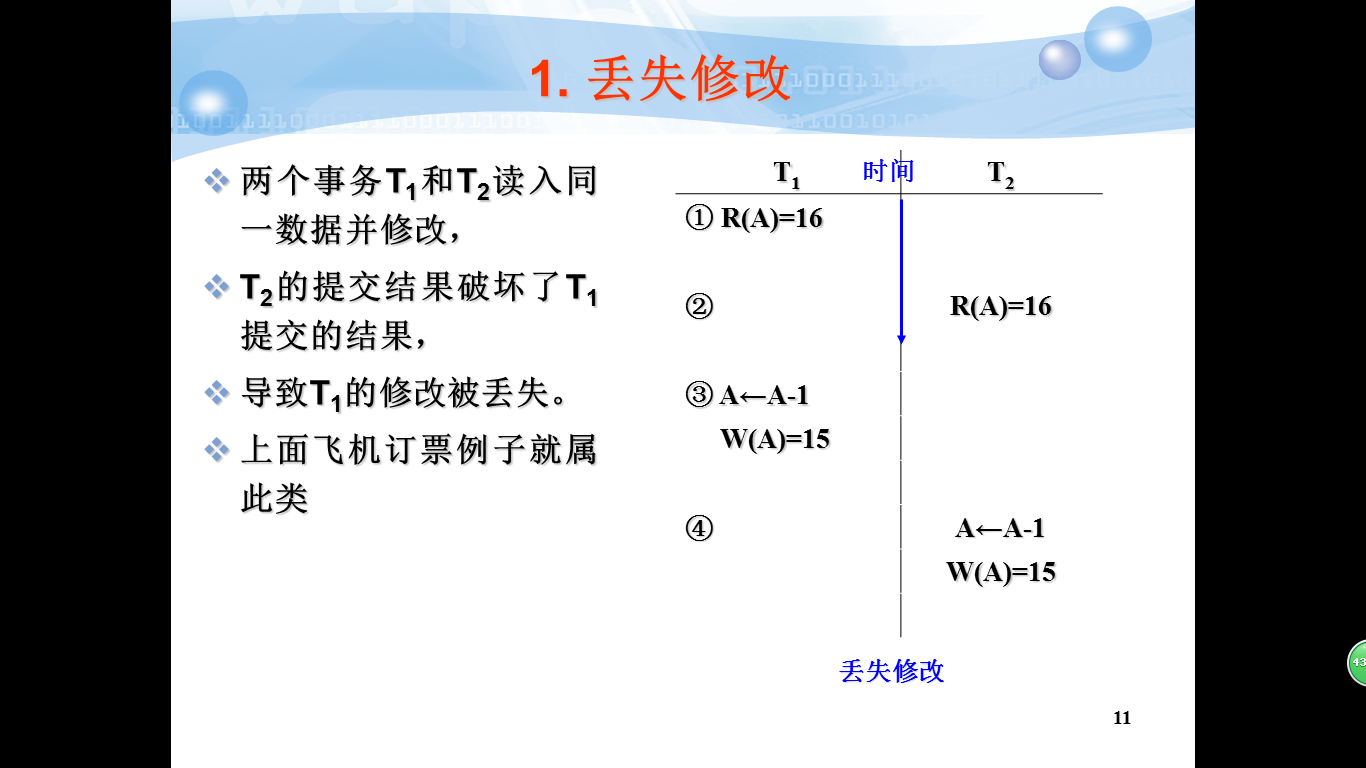 1. 丢失修改
两个事务T1和T2读入同
一数据并修改，
T2的提交结果破坏了T1
提交的结果，
导致T1的修改被丢失。
上面飞机订票例子就属
此类
T1 时间 T2
① R(A)=16
② R(A)=16
③ A←A-1
W(A)=15
④ A←A-1
W(A)=15
丢失修改
11